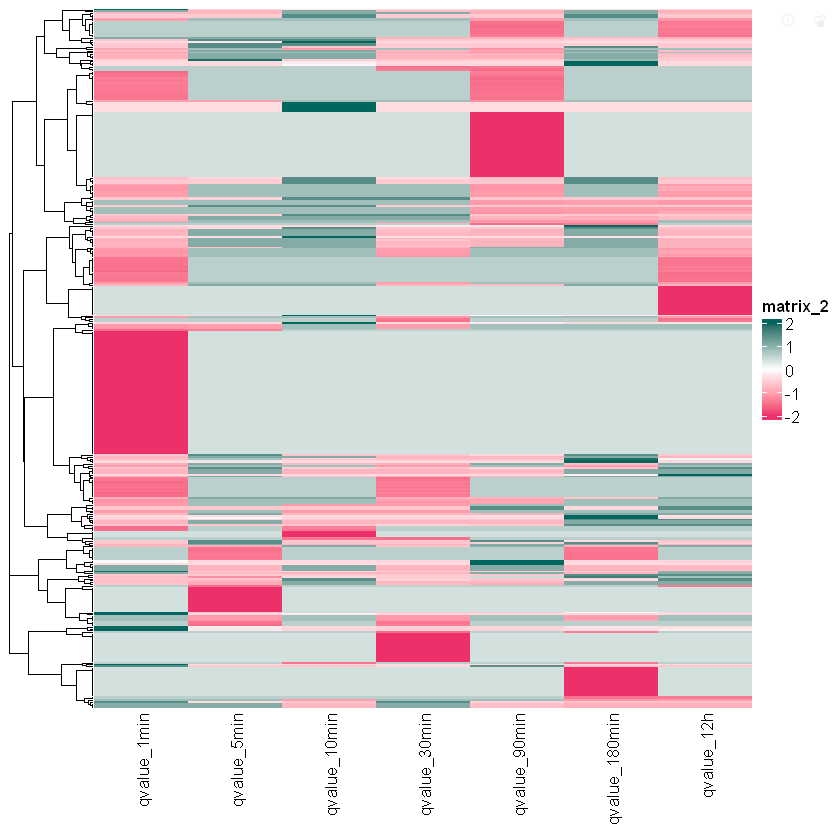 matrix_2
2
1
0
-1
-2
qvalue_1min
qvalue_5min
qvalue_10min
qvalue_30min
qvalue_90min
qvalue_180min
qvalue_12h